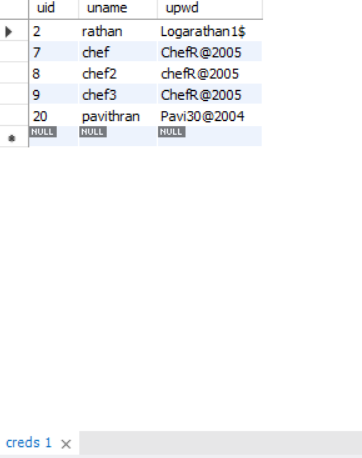 uid uname upwd
2 rathan Logarathan1$
7 chef ChefR@2005
8 chef2 chefR@2005
9 chef3 ChefR@2005
20 pavithran Pavi30@2004
NULL NULL NULL
creds 1